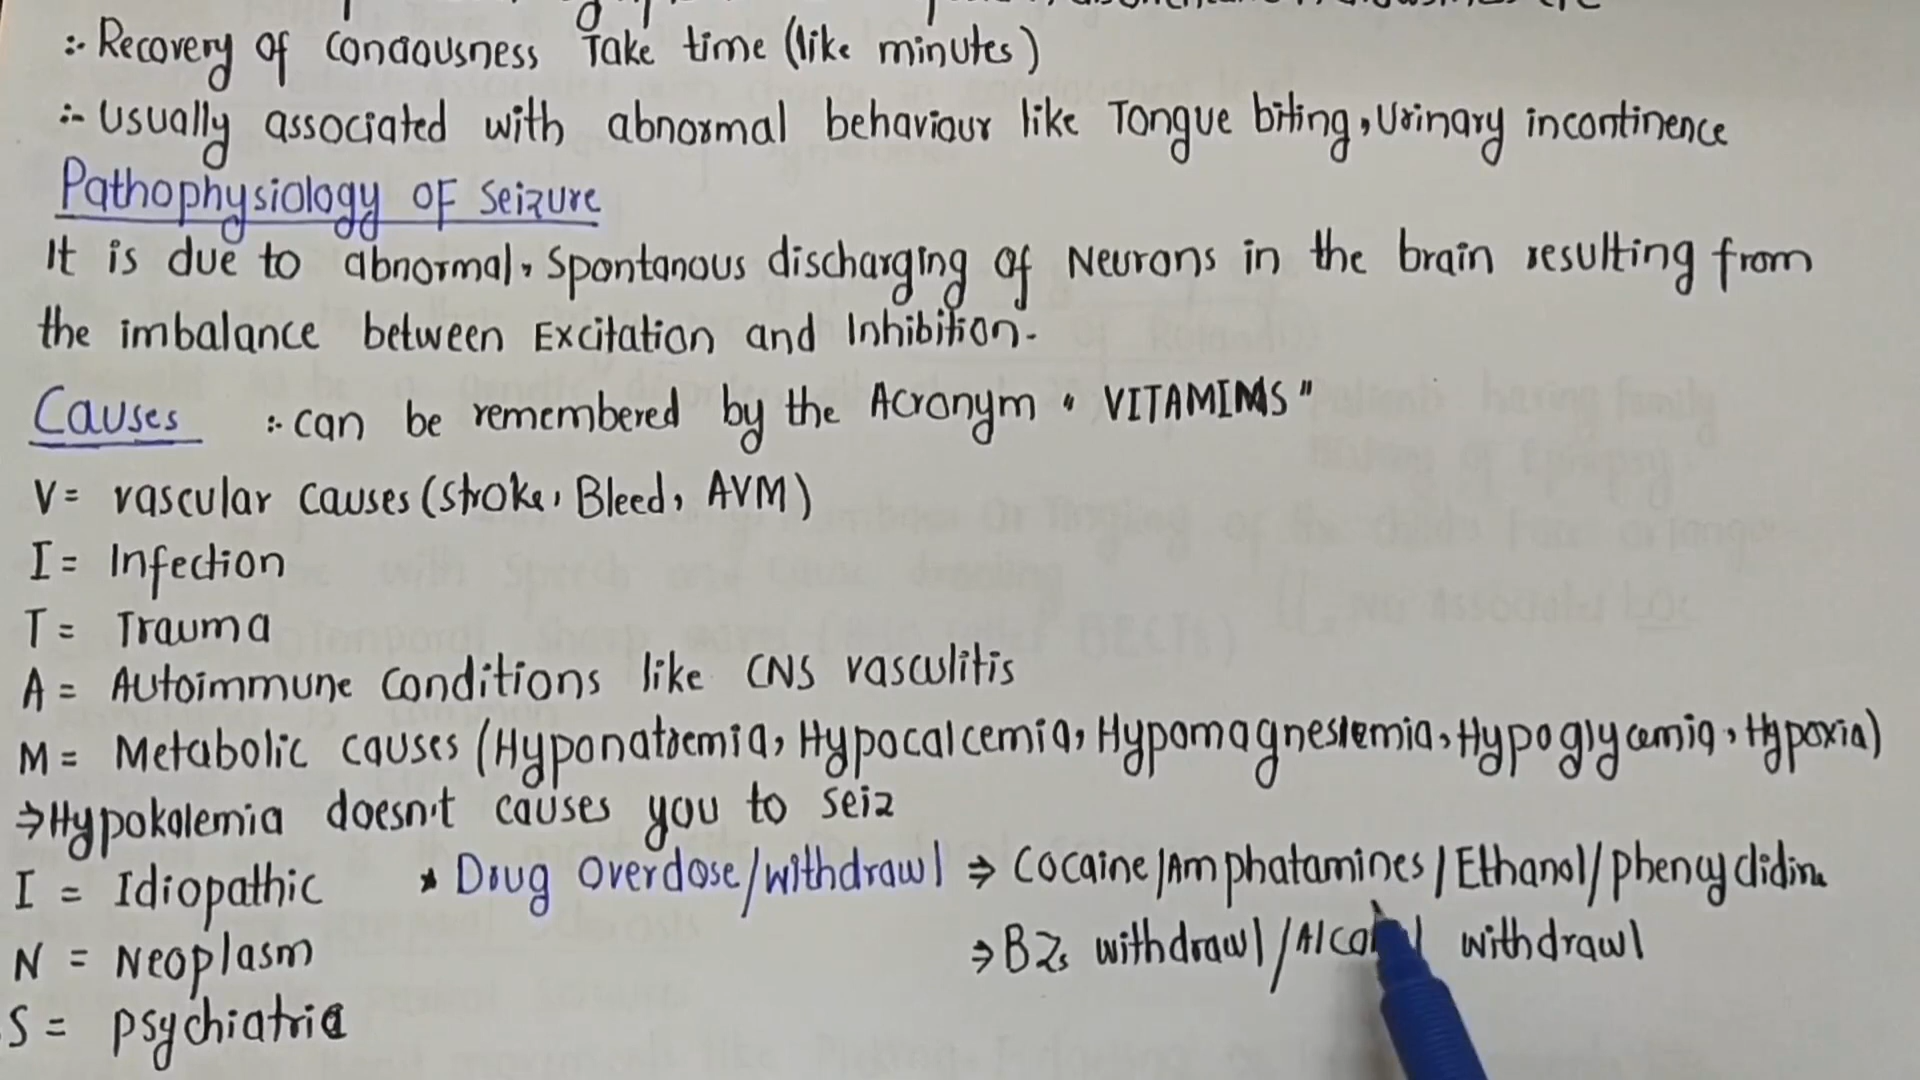 :- Recovery of Conciousness Take time (like minutes)
:- Usually associated with abnormal behaviour like Tongue biting, Urinary incontinence
Pathophysiology OF Seizure
It is due to abnormal, Spontanous discharging of Neurons in the brain resulting from
the imbalance between Excitation and Inhibition.
Causes :- can be remembered by the Acronym " VITAMINS "
V = vascular causes (stroke, Bleed, AVM)
I = Infection
T = Trauma
A = Autoimmune conditions like CNS vasculitis
M = Metabolic causes (Hyponatremia, Hypocalcemia, Hypomagnesiemia, Hypoglycemia, Hypoxia)
⇒ Hypokalemia doesn't causes you to seiz
I = Idiopathic * Drug overdose/withdrawl ⇒ Cocaine/Amphatamines/Ethanol/phencyclidine
N = Neoplasm ⇒ BZs withdrawl / withdrawl
S = psychiatric